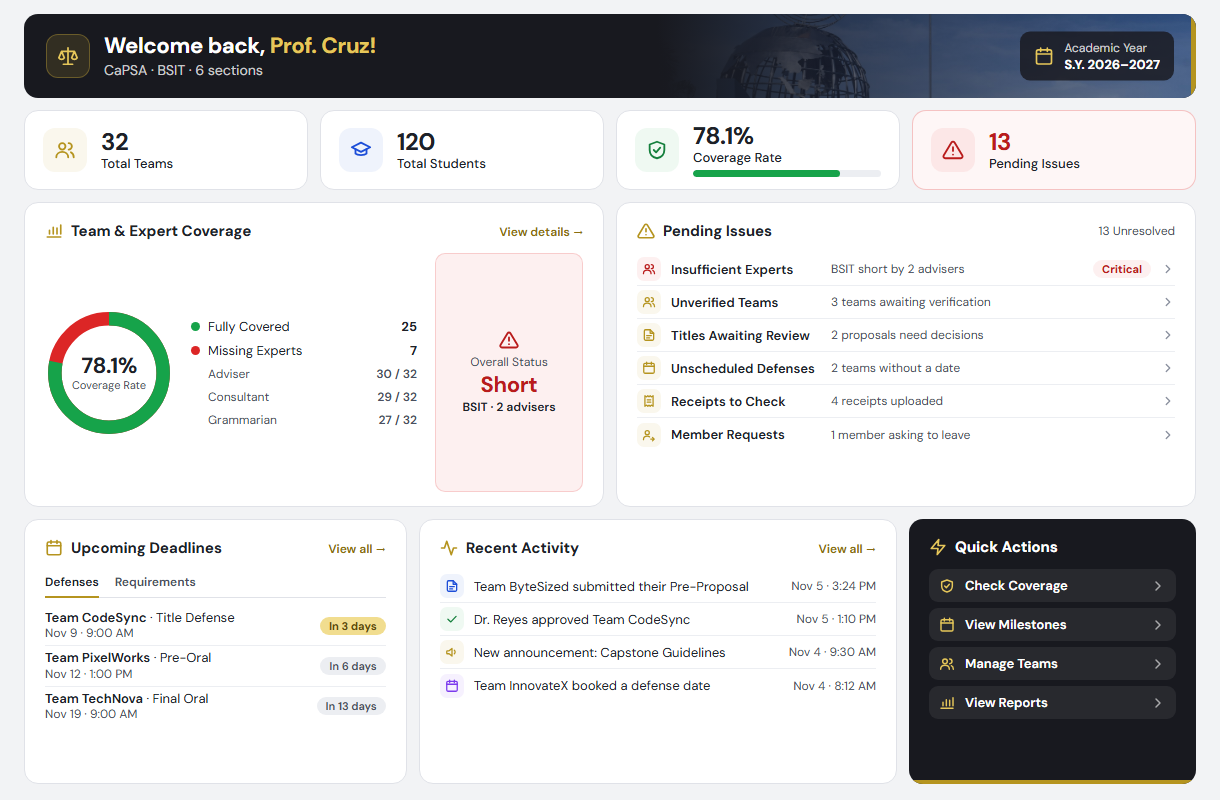 Welcome back, Prof. Cruz!
CaPSA · BSIT · 6 sections
Academic Year
S.Y. 2026–2027
32
Total Teams
120
Total Students
78.1%
Coverage Rate
13
Pending Issues
Team & Expert Coverage
View details →
78.1%
Coverage Rate
Fully Covered 25
Missing Experts 7
Adviser 30 / 32
Consultant 29 / 32
Grammarian 27 / 32
Overall Status
Short
BSIT · 2 advisers
Pending Issues
13 Unresolved
Insufficient Experts BSIT short by 2 advisers Critical
Unverified Teams 3 teams awaiting verification
Titles Awaiting Review 2 proposals need decisions
Unscheduled Defenses 2 teams without a date
Receipts to Check 4 receipts uploaded
Member Requests 1 member asking to leave
Upcoming Deadlines
View all →
Defenses Requirements
Team CodeSync · Title Defense
Nov 9 · 9:00 AM
In 3 days
Team PixelWorks · Pre-Oral
Nov 12 · 1:00 PM
In 6 days
Team TechNova · Final Oral
Nov 19 · 9:00 AM
In 13 days
Recent Activity
View all →
Team ByteSized submitted their Pre-Proposal Nov 5 · 3:24 PM
Dr. Reyes approved Team CodeSync Nov 5 · 1:10 PM
New announcement: Capstone Guidelines Nov 4 · 9:30 AM
Team InnovateX booked a defense date Nov 4 · 8:12 AM
Quick Actions
Check Coverage
View Milestones
Manage Teams
View Reports